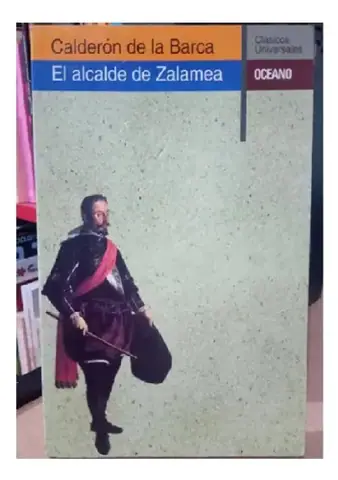 Calderón de la Barca
El alcalde de Zalamea
Clásicos
Universales
OCEANO